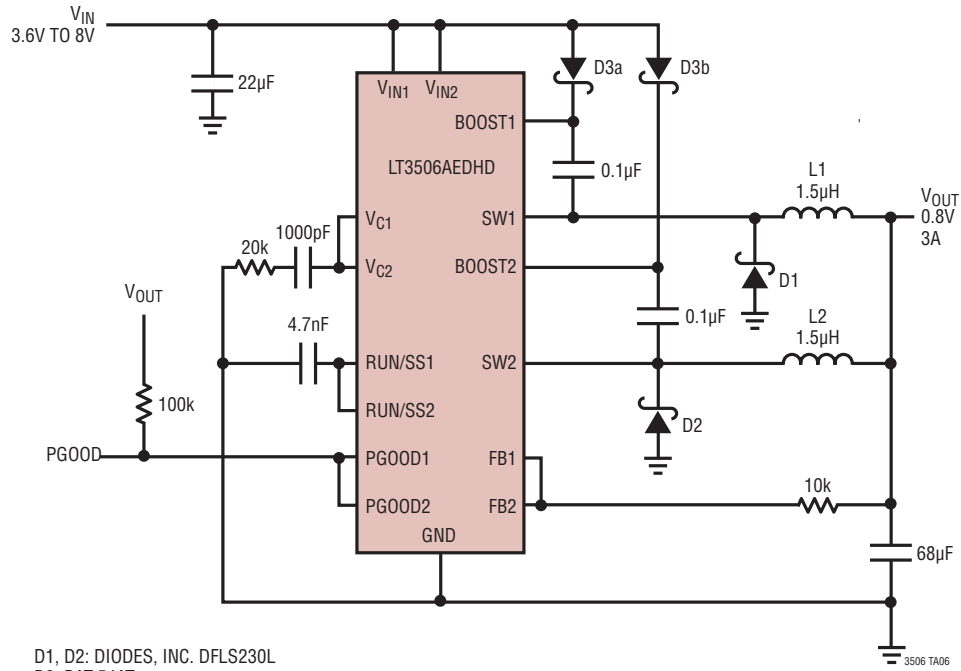 VIN
3.6V TO 8V
22µF
VIN1 VIN2
D3a
D3b
BOOST1
LT3506AEDHD
0.1µF
L1
1.5µH
VOUT
0.8V
3A
VC1
SW1
1000pF
20k
VC2
BOOST2
D1
VOUT
4.7nF
0.1µF
L2
1.5µH
RUN/SS1
SW2
100k
RUN/SS2
D2
PGOOD
PGOOD1
FB1
10k
PGOOD2
FB2
GND
68µF
D1, D2: DIODES, INC. DFLS230L
3506 TA06